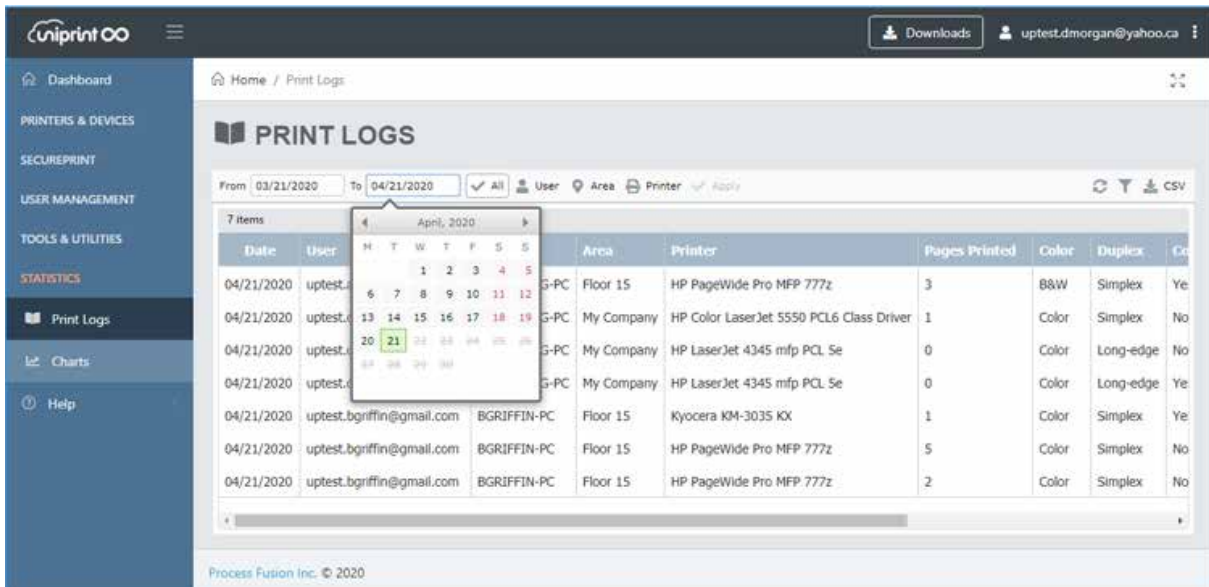 uniprint
Downloads
uptest.dmorgan@yahoo.ca
Dashboard
PRINTERS & DEVICES
SECUREPRINT
USER MANAGEMENT
TOOLS & UTILITIES
STATISTICS
Print Logs
Charts
Help
Home / Print Logs
PRINT LOGS
From 03/21/2020 To 04/21/2020 All User Area Printer Apply CSV
7 items
April, 2020
M T W T F S S
1 2 3 4 5
6 7 8 9 10 11 12
13 14 15 16 17 18 19
20 21 22 23 24 25 26
27 28 29 30
Date User Area Printer Pages Printed Color Duplex
04/21/2020 uptest. G-PC Floor 15 HP PageWide Pro MFP 777z 3 B&W Simplex Ye
04/21/2020 uptest. G-PC My Company HP Color LaserJet 5550 PCL6 Class Driver 1 Color Simplex No
04/21/2020 uptest. G-PC My Company HP LaserJet 4345 mfp PCL 5e 0 Color Long-edge No
04/21/2020 uptest. G-PC My Company HP LaserJet 4345 mfp PCL 5e 0 Color Long-edge Ye
04/21/2020 uptest.bgriffin@gmail.com BGRIFFIN-PC Floor 15 Kyocera KM-3035 KX 1 Color Simplex Ye
04/21/2020 uptest.bgriffin@gmail.com BGRIFFIN-PC Floor 15 HP PageWide Pro MFP 777z 5 Color Simplex No
04/21/2020 uptest.bgriffin@gmail.com BGRIFFIN-PC Floor 15 HP PageWide Pro MFP 777z 2 Color Simplex No
Process Fusion Inc. © 2020